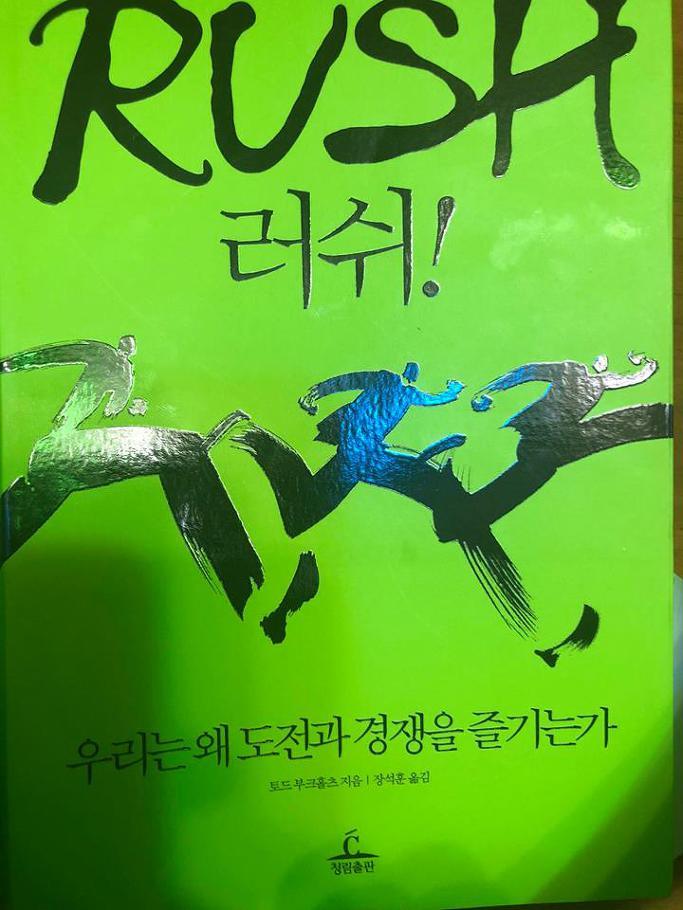 RUSH
러쉬!
우리는 왜 도전과 경쟁을 즐기는가
토드 부크홀츠 지음 | 장석훈 옮김
Ć
청림출판